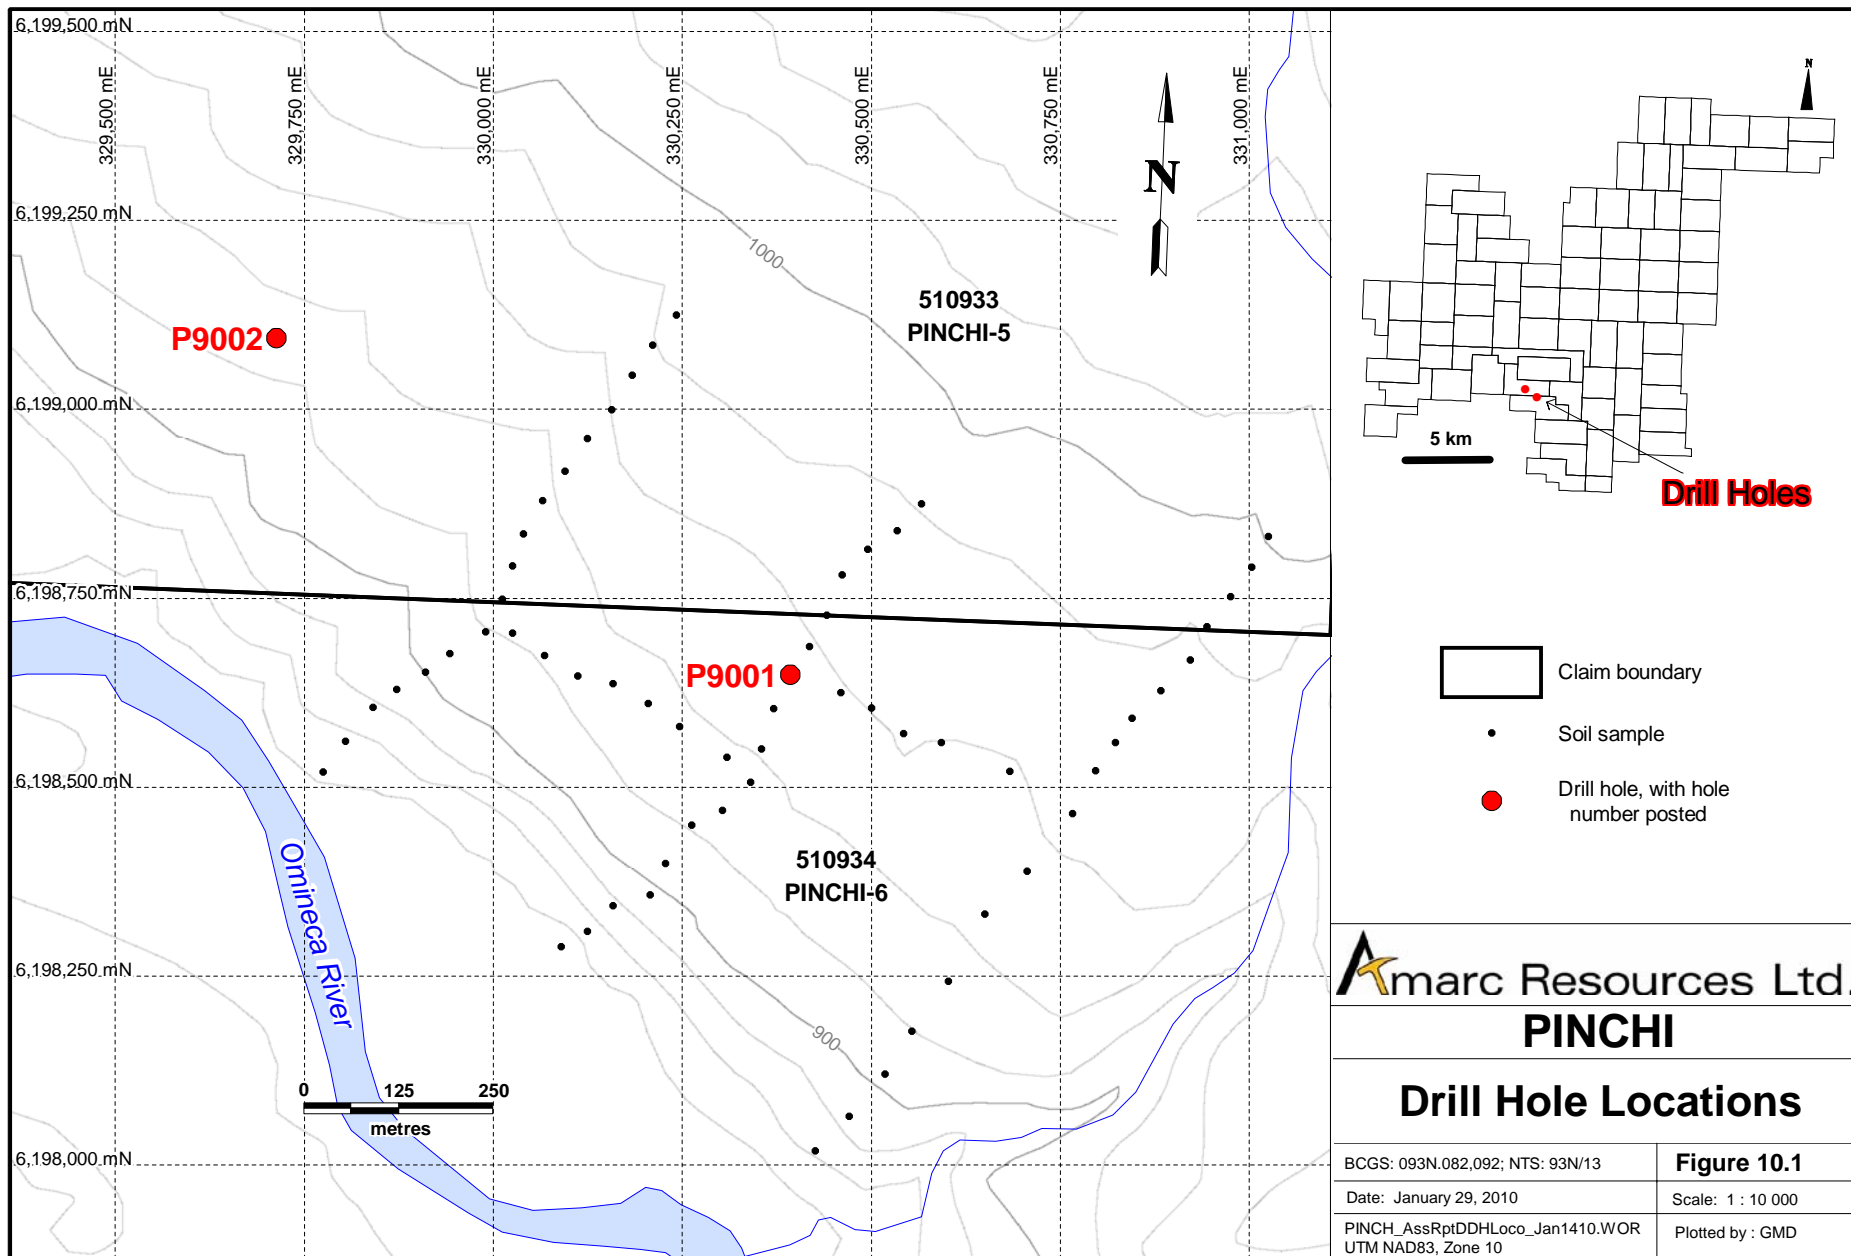 6,199,500 mN
329,500 mE
329,750 mE
330,000 mE
330,250 mE
330,500 mE
330,750 mE
331,000 mE
N
N
6,199,250 mN
1000
510933
PINCHI-5
P9002
6,199,000 mN
5 km
Drill Holes
6,198,750 mN
P9001
Claim boundary
Soil sample
Drill hole, with hole
number posted
6,198,500 mN
Omineca River
510934
PINCHI-6
6,198,250 mN
900
0 125 250
metres
6,198,000 mN
Amarc Resources Ltd.
PINCHI
Drill Hole Locations
BCGS: 093N.082,092; NTS: 93N/13
Figure 10.1
Date: January 29, 2010
Scale: 1 : 10 000
PINCH_AssRptDDHLoco_Jan1410.WOR
UTM NAD83, Zone 10
Plotted by : GMD